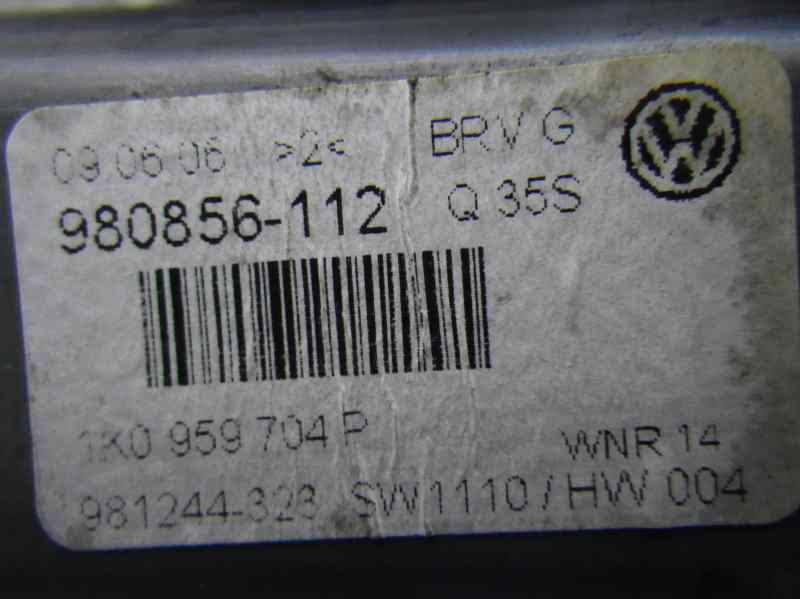 09 06 06 >2< BRV G
980856-112 Q 35S
1K0 959 704 P WNR 14
981244-323 SW1110 / HW 004